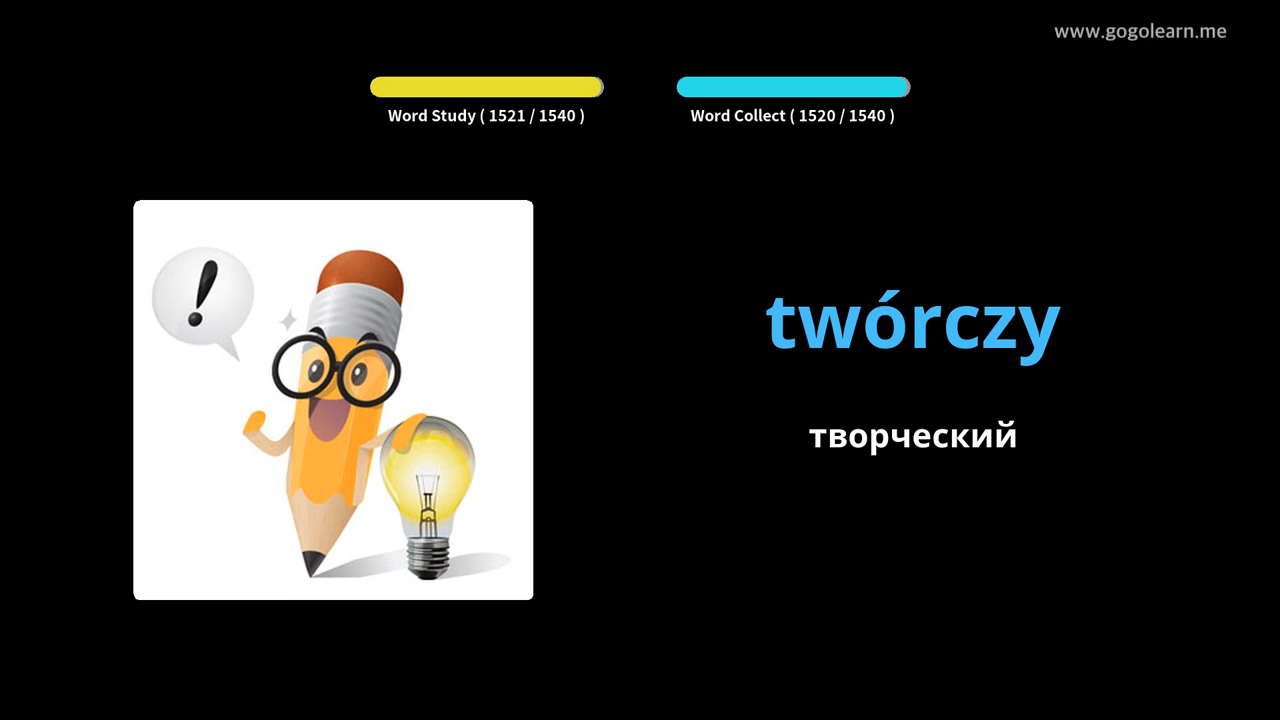 www.gogolearn.me
Word Study ( 1521 / 1540 )
Word Collect ( 1520 / 1540 )
!
twórczy
творческий